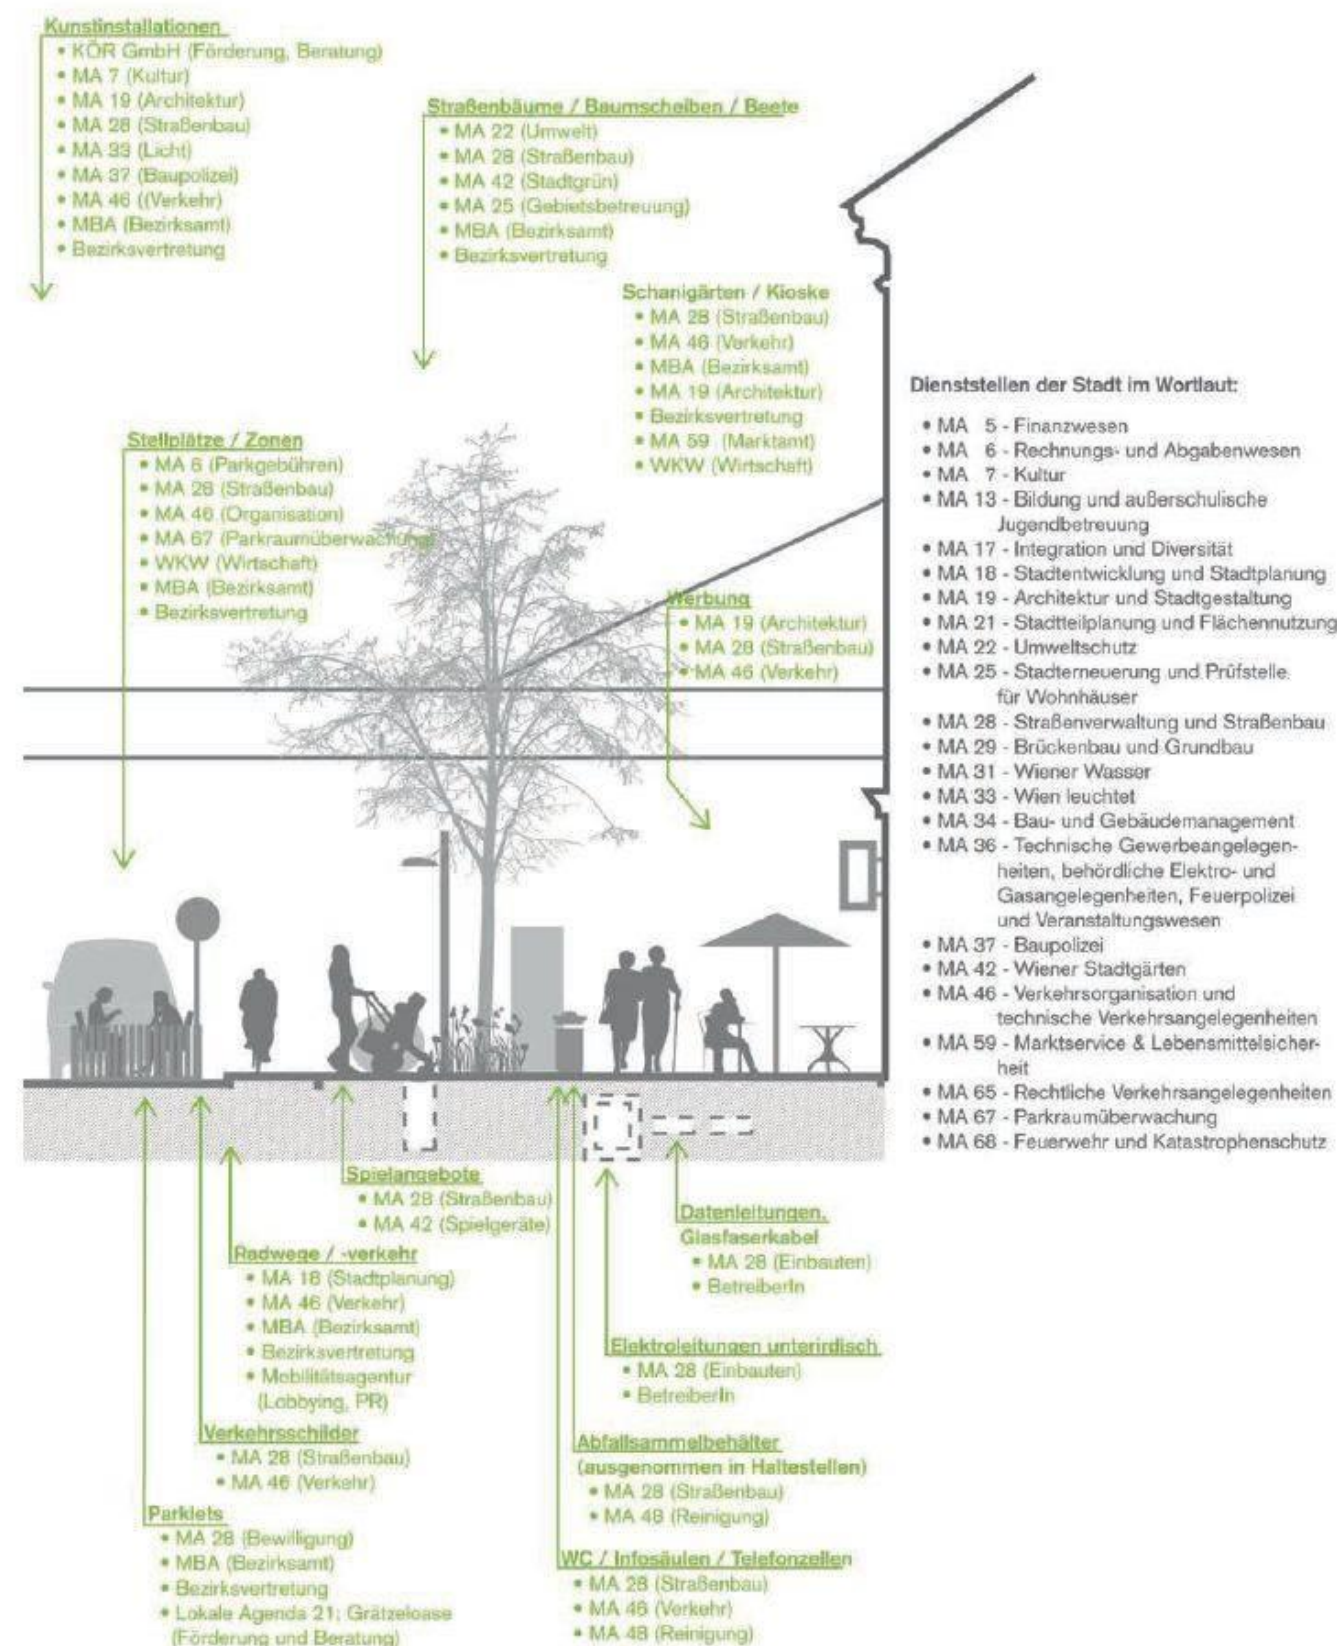 Kunstinstallationen
• KÖR GmbH (Förderung, Beratung)
• MA 7 (Kultur)
• MA 19 (Architektur)
• MA 28 (Straßenbau)
• MA 33 (Licht)
• MA 37 (Baupolizei)
• MA 46 ((Verkehr)
• MBA (Bezirksamt)
• Bezirksvertretung
Straßenbäume / Baumscheiben / Beete
• MA 22 (Umwelt)
• MA 28 (Straßenbau)
• MA 42 (Stadtgrün)
• MA 25 (Gebietsbetreuung)
• MBA (Bezirksamt)
• Bezirksvertretung
Schanigärten / Kioske
• MA 28 (Straßenbau)
• MA 46 (Verkehr)
• MBA (Bezirksamt)
• MA 19 (Architektur)
• Bezirksvertretung
• MA 59 (Marktamt)
• WKW (Wirtschaft)
Stellplätze / Zonen
• MA 6 (Parkgebühren)
• MA 28 (Straßenbau)
• MA 46 (Organisation)
• MA 67 (Parkraumüberwachung)
• WKW (Wirtschaft)
• MBA (Bezirksamt)
• Bezirksvertretung
Werbung
• MA 19 (Architektur)
• MA 28 (Straßenbau)
• MA 46 (Verkehr)
Dienststellen der Stadt im Wortlaut:
• MA 5 - Finanzwesen
• MA 6 - Rechnungs- und Abgabenwesen
• MA 7 - Kultur
• MA 13 - Bildung und außerschulische
Jugendbetreuung
• MA 17 - Integration und Diversität
• MA 18 - Stadtentwicklung und Stadtplanung
• MA 19 - Architektur und Stadtgestaltung
• MA 21 - Stadtteilplanung und Flächennutzung
• MA 22 - Umweltschutz
• MA 25 - Stadterneuerung und Prüfstelle
für Wohnhäuser
• MA 28 - Straßenverwaltung und Straßenbau
• MA 29 - Brückenbau und Grundbau
• MA 31 - Wiener Wasser
• MA 33 - Wien leuchtet
• MA 34 - Bau- und Gebäudemanagement
• MA 36 - Technische Gewerbeangelegen-
heiten, behördliche Elektro- und
Gasangelegenheiten, Feuerpolizei
und Veranstaltungswesen
• MA 37 - Baupolizei
• MA 42 - Wiener Stadtgärten
• MA 46 - Verkehrsorganisation und
technische Verkehrsangelegenheiten
• MA 59 - Marktservice & Lebensmittelsicher-
heit
• MA 65 - Rechtliche Verkehrsangelegenheiten
• MA 67 - Parkraumüberwachung
• MA 68 - Feuerwehr und Katastrophenschutz
Spielangebote
• MA 28 (Straßenbau)
• MA 42 (Spielgeräte)
Radwege / -verkehr
• MA 18 (Stadtplanung)
• MA 46 (Verkehr)
• MBA (Bezirksamt)
• Bezirksvertretung
• Mobilitätsagentur
(Lobbying, PR)
Verkehrsschilder
• MA 28 (Straßenbau)
• MA 46 (Verkehr)
Parklets
• MA 28 (Bewilligung)
• MBA (Bezirksamt)
• Bezirksvertretung
• Lokale Agenda 21: Grätzeloase
(Förderung und Beratung)
Datenleitungen,
Glasfaserkabel
• MA 28 (Einbauten)
• BetreiberIn
Elektroleitungen unterirdisch
• MA 28 (Einbauten)
• BetreiberIn
Abfallsammelbehälter
(ausgenommen in Haltestellen)
• MA 28 (Straßenbau)
• MA 48 (Reinigung)
WC / Infosäulen / Telefonzellen
• MA 28 (Straßenbau)
• MA 46 (Verkehr)
• MA 48 (Reinigung)